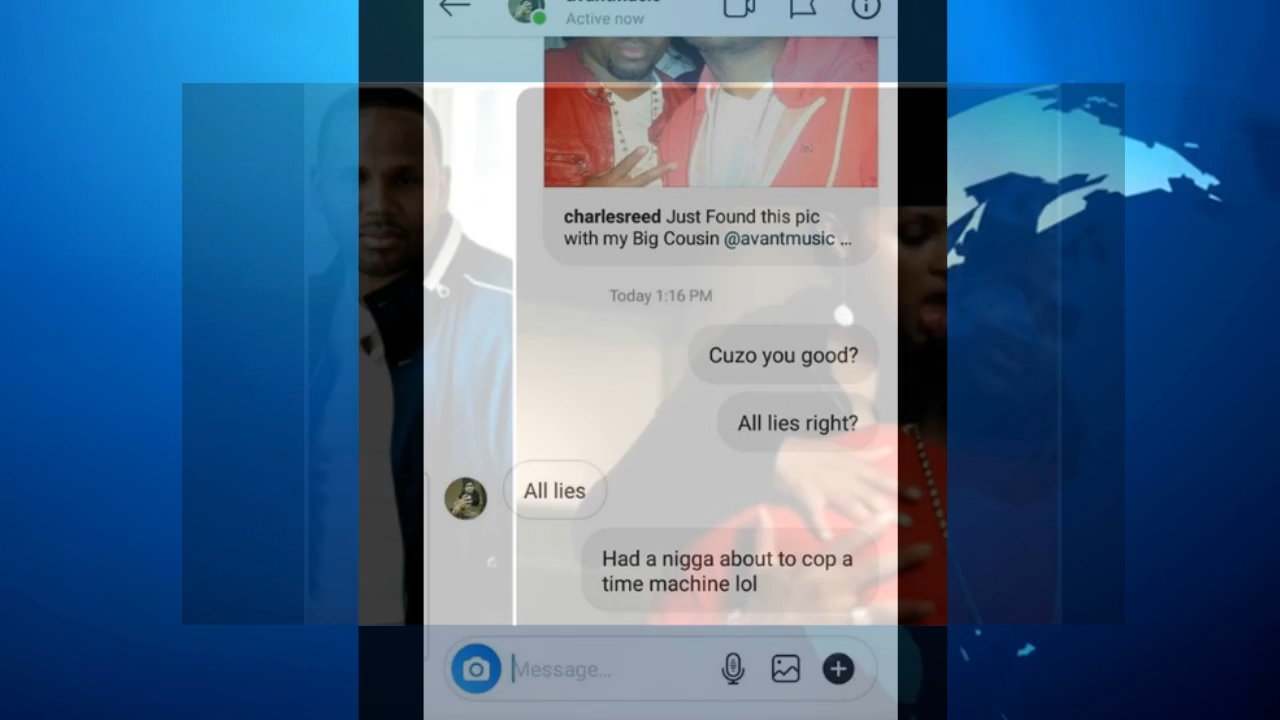 Active now
charlesreed Just Found this pic
with my Big Cousin @avantmusic ...
Today 1:16 PM
Cuzo you good?
All lies right?
All lies
Had a nigga about to cop a
time machine lol
Message...